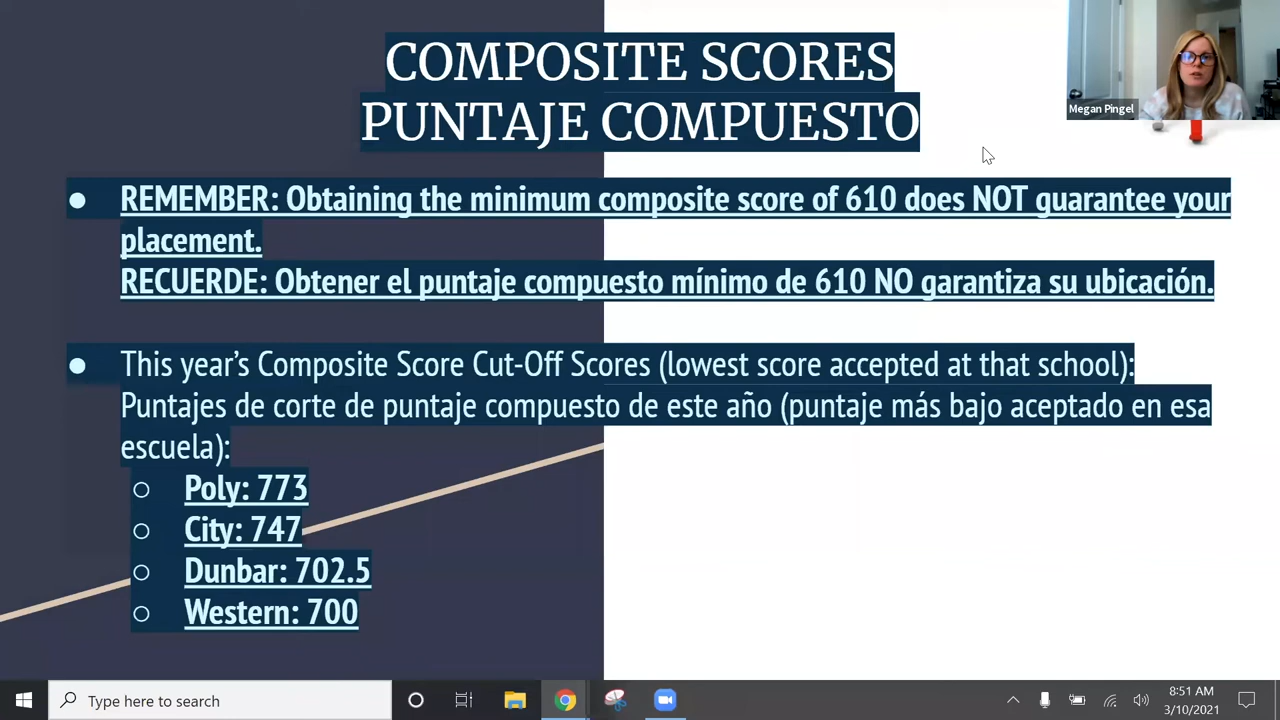 COMPOSITE SCORES
PUNTAJE COMPUESTO
Megan Pingel
● REMEMBER: Obtaining the minimum composite score of 610 does NOT guarantee your
placement.
RECUERDE: Obtener el puntaje compuesto mínimo de 610 NO garantiza su ubicación.
● This year’s Composite Score Cut-Off Scores (lowest score accepted at that school):
Puntajes de corte de puntaje compuesto de este año (puntaje más bajo aceptado en esa
escuela):
○ Poly: 773
○ City: 747
○ Dunbar: 702.5
○ Western: 700
Type here to search
8:51 AM
3/10/2021